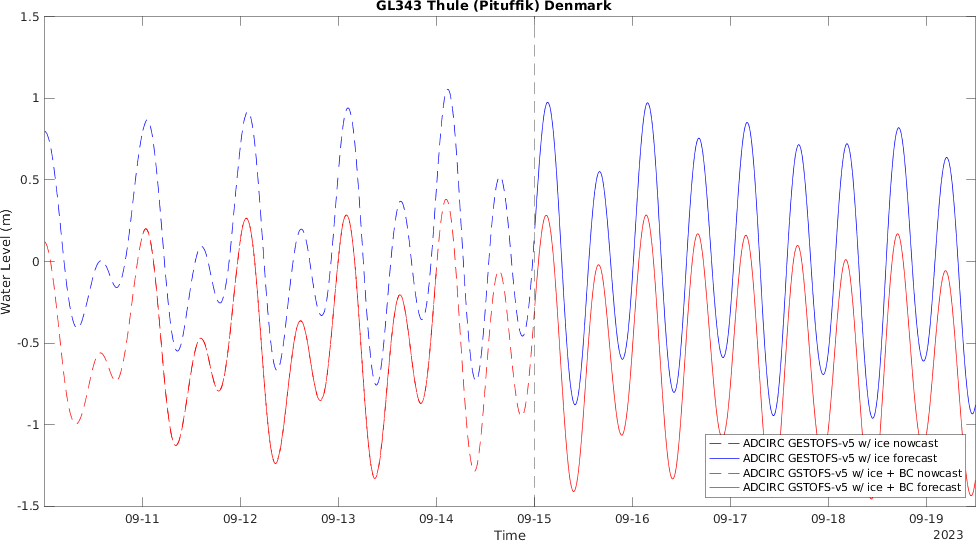 GL343 Thule (Pituffik) Denmark
1.5
1
0.5
0
-0.5
-1
-1.5
Water Level (m)
ADCIRC GESTOFS-v5 w/ ice nowcast
ADCIRC GESTOFS-v5 w/ ice forecast
ADCIRC GSTOFS-v5 w/ ice + BC nowcast
ADCIRC GSTOFS-v5 w/ ice + BC forecast
09-11 09-12 09-13 09-14 09-15 09-16 09-17 09-18 09-19
Time
2023